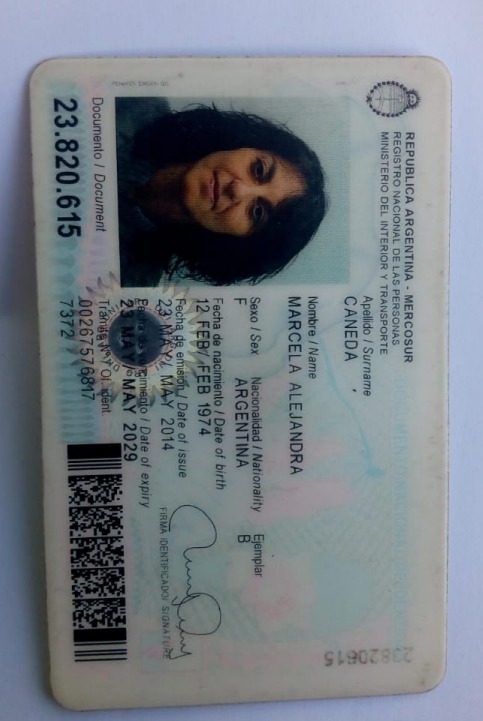 REPUBLICA ARGENTINA - MERCOSUR
REGISTRO NACIONAL DE LAS PERSONAS
MINISTERIO DEL INTERIOR Y TRANSPORTE
Apellido / Surname
CANEDA
Nombre / Name
MARCELA ALEJANDRA
Sexo / Sex Nacionalidad / Nationality Ejemplar
F ARGENTINA B
Fecha de nacimiento / Date of birth
12 FEB/ FEB 1974
Fecha de emisión / Date of issue
23 MAY/ MAY 2014
Fecha de vencimiento / Date of expiry
23 MAY/ MAY 2029
FIRMA IDENTIFICADO/ SIGNATURE
Documento / Document
23.820.615
Trámite Nº / Of. ident
00267576817
7372
23820615